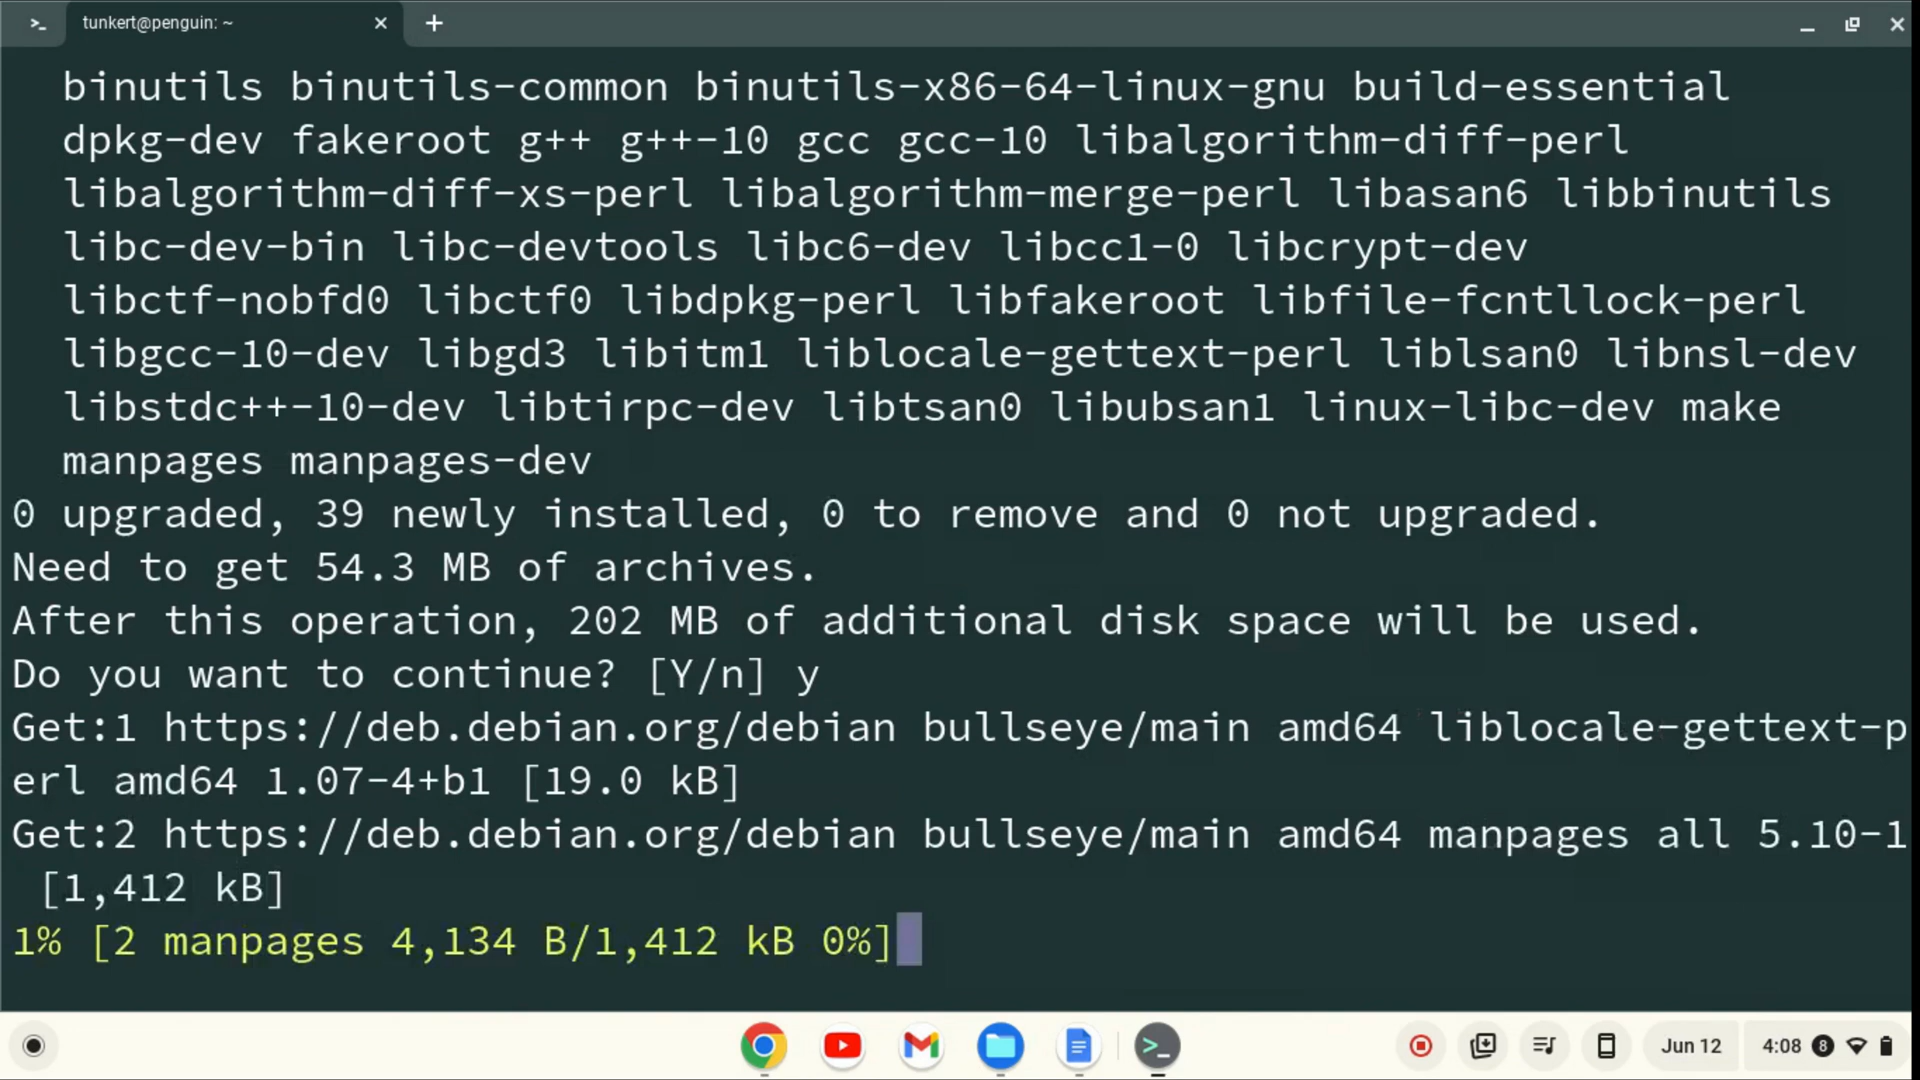 >_ tunkert@penguin: ~
binutils binutils-common binutils-x86-64-linux-gnu build-essential
dpkg-dev fakeroot g++ g++-10 gcc gcc-10 libalgorithm-diff-perl
libalgorithm-diff-xs-perl libalgorithm-merge-perl libasan6 libbinutils
libc-dev-bin libc-devtools libc6-dev libcc1-0 libcrypt-dev
libctf-nobfd0 libctf0 libdpkg-perl libfakeroot libfile-fcntllock-perl
libgcc-10-dev libgd3 libitm1 liblocale-gettext-perl liblsan0 libnsl-dev
libstdc++-10-dev libtirpc-dev libtsan0 libubsan1 linux-libc-dev make
manpages manpages-dev
0 upgraded, 39 newly installed, 0 to remove and 0 not upgraded.
Need to get 54.3 MB of archives.
After this operation, 202 MB of additional disk space will be used.
Do you want to continue? [Y/n] y
Get:1 https://deb.debian.org/debian bullseye/main amd64 liblocale-gettext-p
erl amd64 1.07-4+b1 [19.0 kB]
Get:2 https://deb.debian.org/debian bullseye/main amd64 manpages all 5.10-1
[1,412 kB]
1% [2 manpages 4,134 B/1,412 kB 0%]
>_ Jun 12 4:08 8